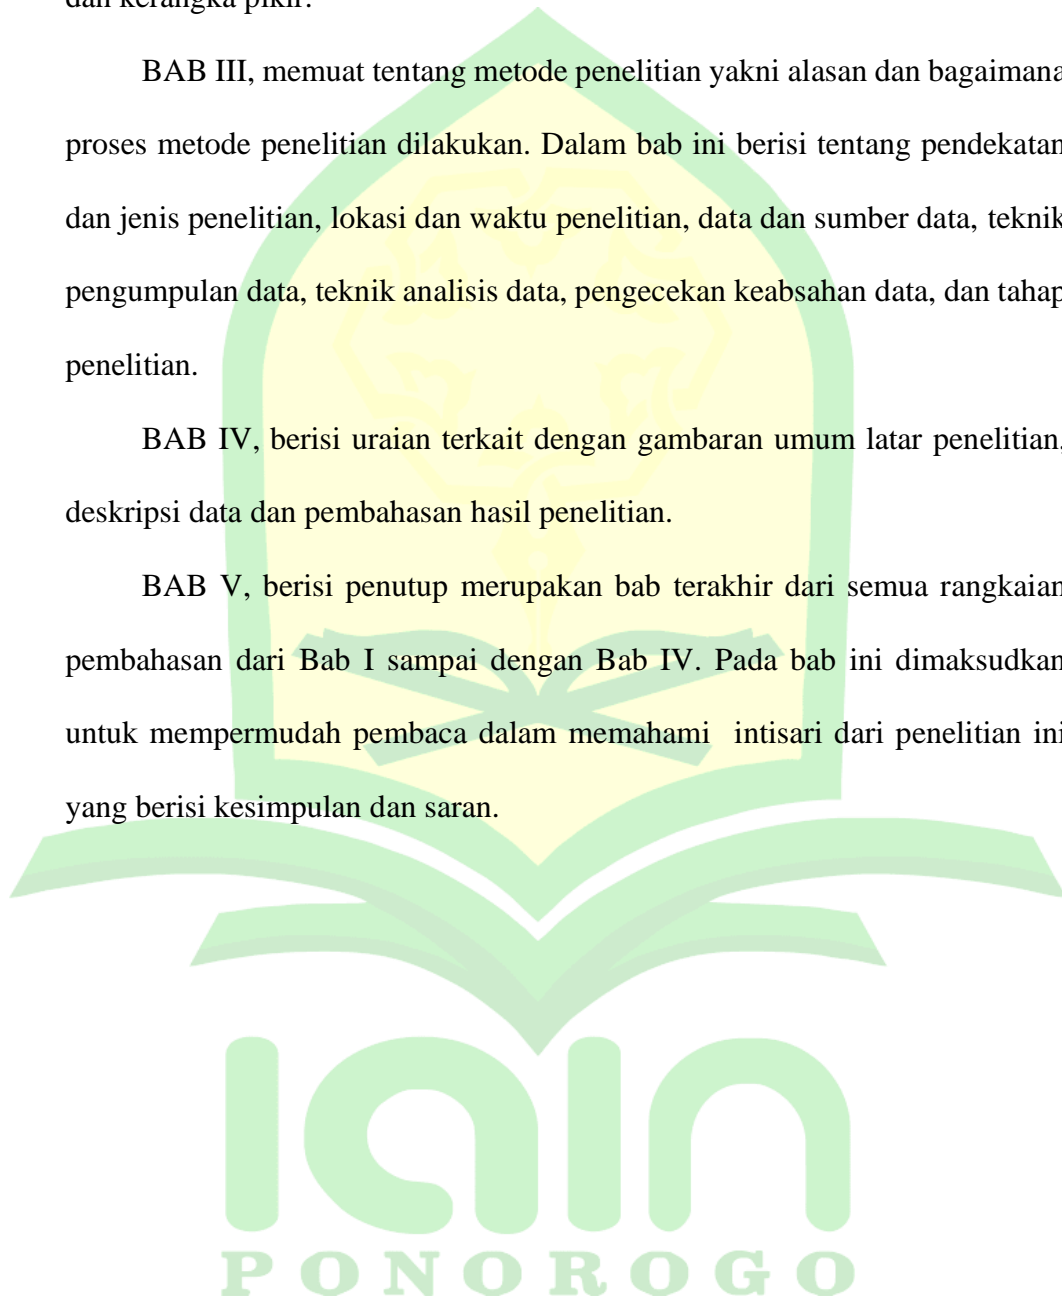 dan kerangka pikir.
BAB III, memuat tentang metode penelitian yakni alasan dan bagaimana
proses metode penelitian dilakukan. Dalam bab ini berisi tentang pendekatan
dan jenis penelitian, lokasi dan waktu penelitian, data dan sumber data, teknik
pengumpulan data, teknik analisis data, pengecekan keabsahan data, dan tahap
penelitian.
BAB IV, berisi uraian terkait dengan gambaran umum latar penelitian,
deskripsi data dan pembahasan hasil penelitian.
BAB V, berisi penutup merupakan bab terakhir dari semua rangkaian
pembahasan dari Bab I sampai dengan Bab IV. Pada bab ini dimaksudkan
untuk mempermudah pembaca dalam memahami  intisari dari penelitian ini
yang berisi kesimpulan dan saran.
IAIN
PONOROGO